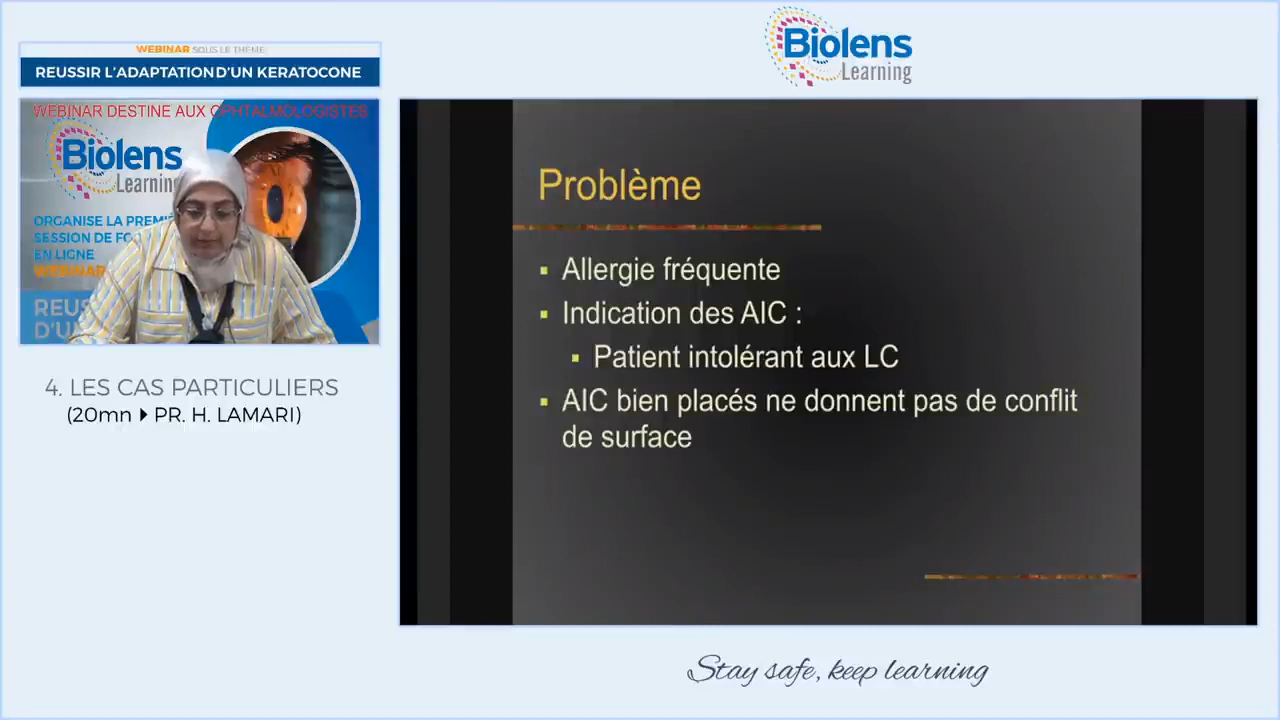 WEBINAR SOUS LE THÈME:
REUSSIR L'ADAPTATION D'UN KERATOCONE
WEBINAR DESTINE AUX OPHTALMOLOGISTES
Biolens
Learning
ORGANISE LA PREMI
SESSION DE FO
EN LIGNE
WEBINAR
REUS
D'U
4. LES CAS PARTICULIERS
(20mn PR. H. LAMARI)
Biolens
Learning
Problème
Allergie fréquente
Indication des AIC :
Patient intolérant aux LC
AIC bien placés ne donnent pas de conflit
de surface
Stay safe, keep learning